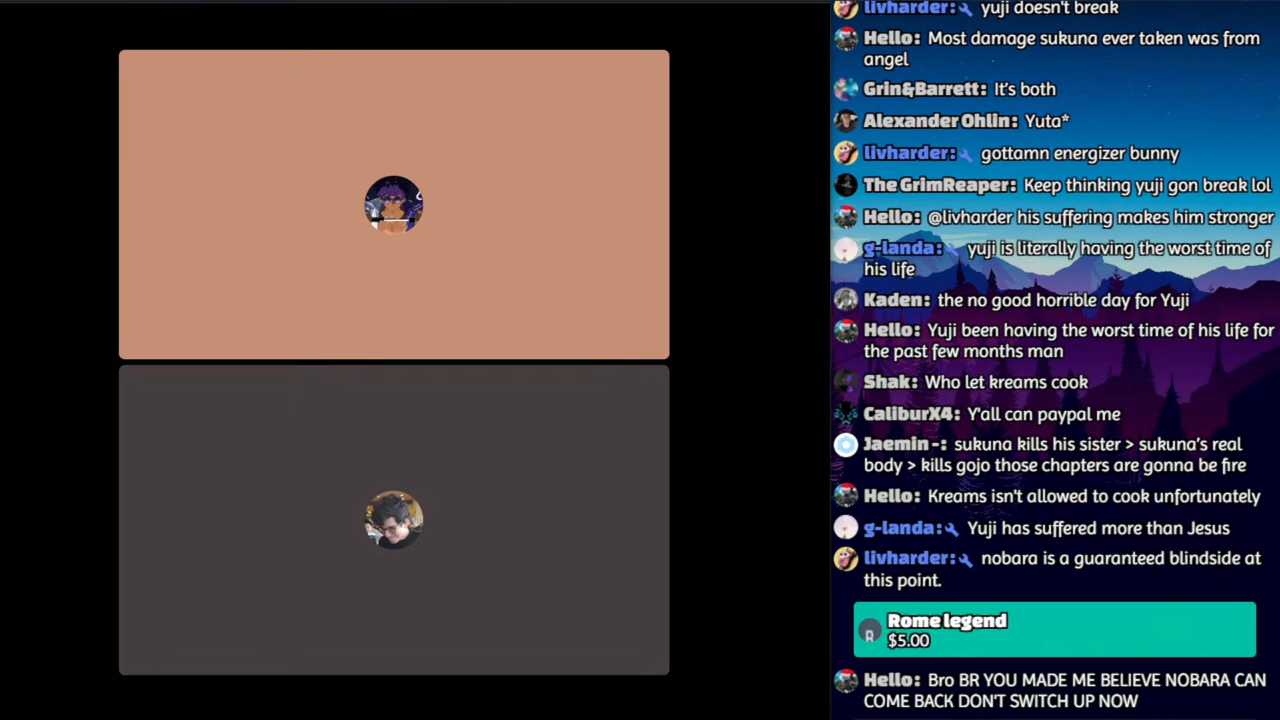 livharder: yuji doesn't break
Hello: Most damage sukuna ever taken was from
angel
Grin&Barrett: It's both
Alexander Ohlin: Yuta*
livharder: gottamn energizer bunny
The GrimReaper: Keep thinking yuji gon break lol
Hello: @livharder his suffering makes him stronger
g-landa: yuji is literally having the worst time of
his life
Kaden: the no good horrible day for Yuji
Hello: Yuji been having the worst time of his life for
the past few months man
Shak: Who let kreams cook
CaliburX4: Y'all can paypal me
Jaemin-: sukuna kills his sister > sukuna's real
body > kills gojo those chapters are gonna be fire
Hello: Kreams isn't allowed to cook unfortunately
g-landa: Yuji has suffered more than Jesus
livharder: nobara is a guaranteed blindside at
this point.
R
Rome legend
$5.00
Hello: Bro BR YOU MADE ME BELIEVE NOBARA CAN
COME BACK DON'T SWITCH UP NOW